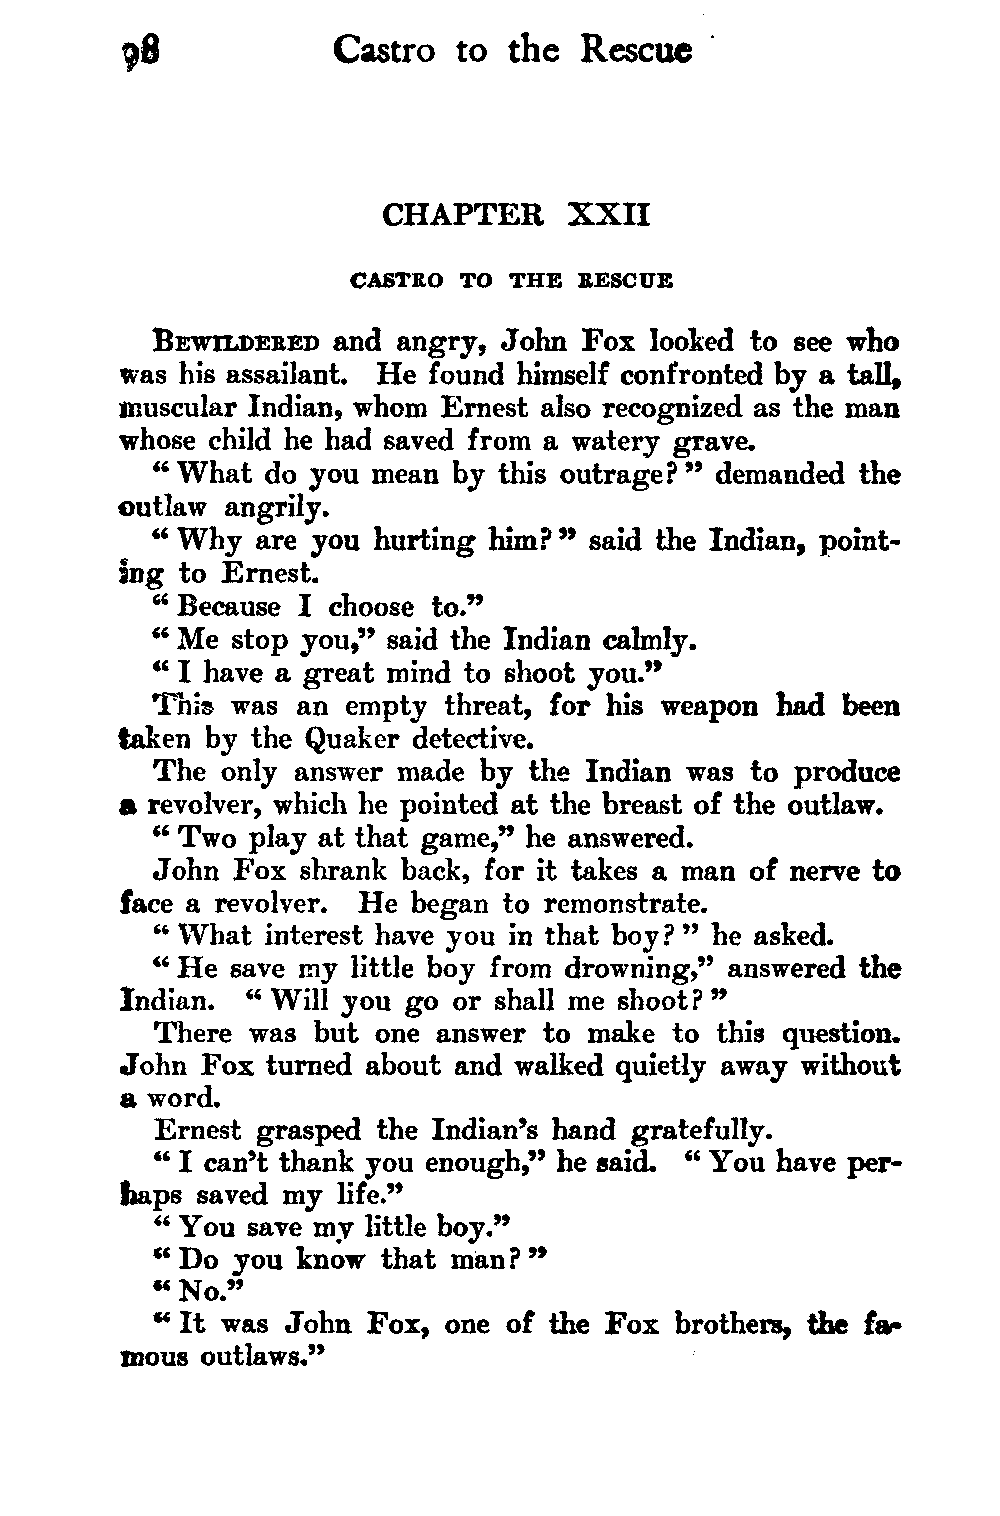 98 Castro to the Rescue
CHAPTER XXII
CASTRO TO THE RESCUE
BEWILDERED and angry, John Fox looked to see who
was his assailant. He found himself confronted by a tall,
muscular Indian, whom Ernest also recognized as the man
whose child he had saved from a watery grave.
“ What do you mean by this outrage? ” demanded the
outlaw angrily.
“ Why are you hurting him? ” said the Indian, point-
ing to Ernest.
“ Because I choose to.”
“ Me stop you,” said the Indian calmly.
“ I have a great mind to shoot you.”
This was an empty threat, for his weapon had been
taken by the Quaker detective.
The only answer made by the Indian was to produce
a revolver, which he pointed at the breast of the outlaw.
“ Two play at that game,” he answered.
John Fox shrank back, for it takes a man of nerve to
face a revolver. He began to remonstrate.
“ What interest have you in that boy? ” he asked.
“ He save my little boy from drowning,” answered the
Indian. “ Will you go or shall me shoot? ”
There was but one answer to make to this question.
John Fox turned about and walked quietly away without
a word.
Ernest grasped the Indian’s hand gratefully.
“ I can’t thank you enough,” he said. “ You have per-
haps saved my life.”
“ You save my little boy.”
“ Do you know that man? ”
“ No.”
“ It was John Fox, one of the Fox brothers, the fa-
mous outlaws.”